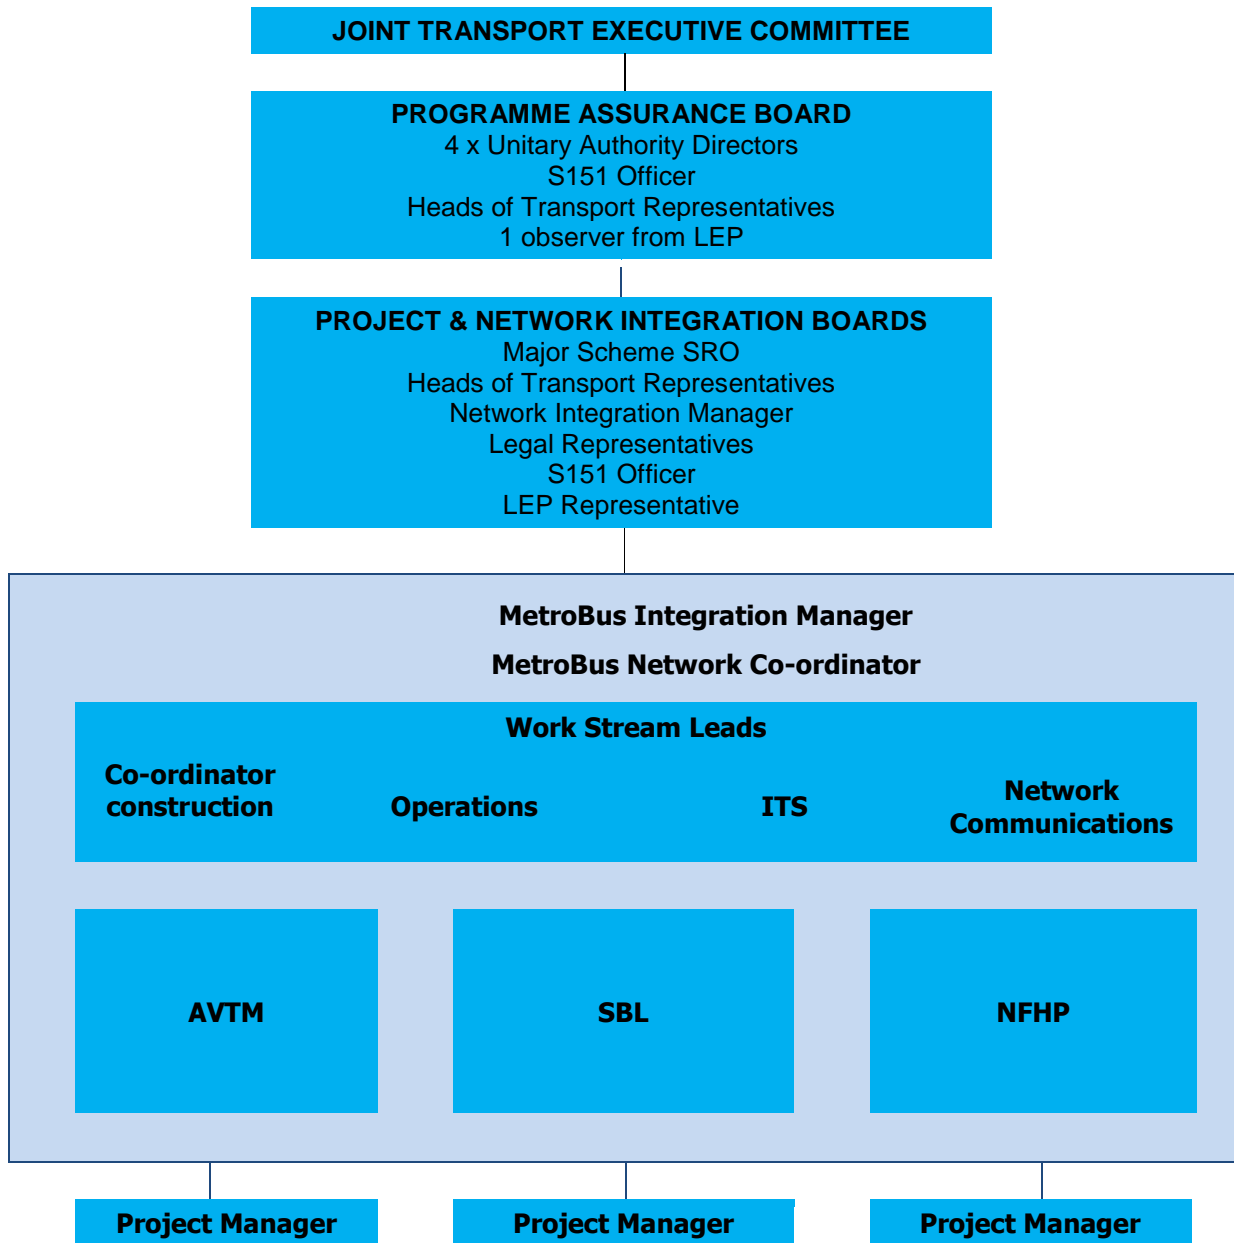 JOINT TRANSPORT EXECUTIVE COMMITTEE
PROGRAMME ASSURANCE BOARD
4 x Unitary Authority Directors
S151 Officer
Heads of Transport Representatives
1 observer from LEP
PROJECT & NETWORK INTEGRATION BOARDS
Major Scheme SRO
Heads of Transport Representatives
Network Integration Manager
Legal Representatives
S151 Officer
LEP Representative
MetroBus Integration Manager
MetroBus Network Co-ordinator
Work Stream Leads
Co-ordinator
construction
Operations
ITS
Network
Communications
AVTM
SBL
NFHP
Project Manager
Project Manager
Project Manager